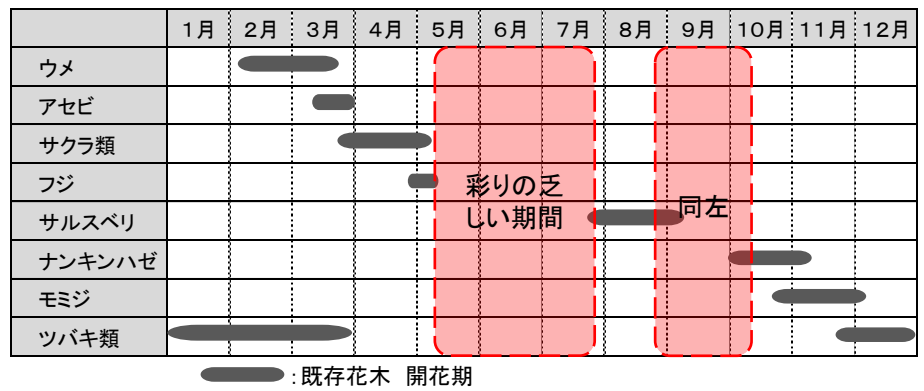 1月 2月 3月 4月 5月 6月 7月 8月 9月 10月 11月 12月
ウメ
アセビ
サクラ類
フジ
彩りの乏
しい期間
同左
サルスベリ
ナンキンハゼ
モミジ
ツバキ類
:既存花木 開花期